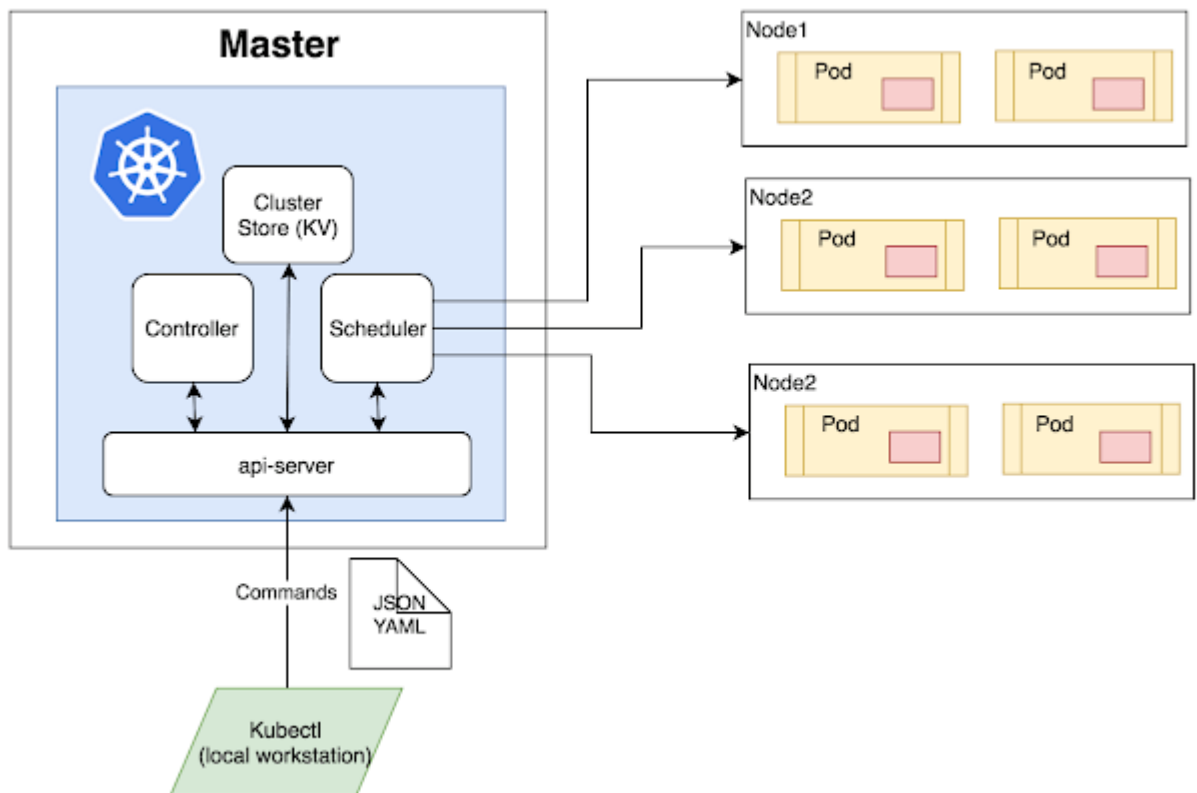 Master
Cluster
Store (KV)
Controller
Scheduler
api-server
Commands
JSON
YAML
Kubectl
(local workstation)
Node1
Pod
Pod
Node2
Pod
Pod
Node2
Pod
Pod